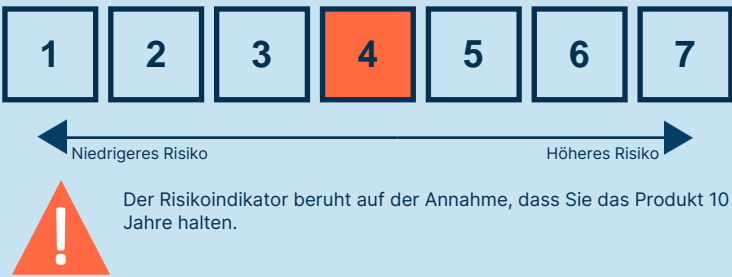 1 2 3 4 5 6 7
Niedrigeres Risiko Höheres Risiko
!
Der Risikoindikator beruht auf der Annahme, dass Sie das Produkt 10
Jahre halten.